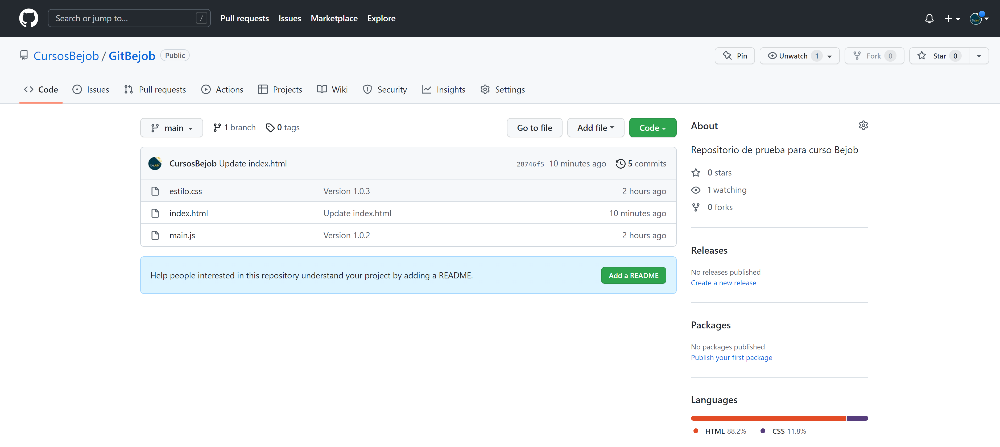 Search or jump to... / Pull requests Issues Marketplace Explore BeJob
CursosBejob / GitBejob Public Pin Unwatch 1 Fork 0 Star 0
Code Issues Pull requests Actions Projects Wiki Security Insights Settings
main 1 branch 0 tags Go to file Add file Code
BeJob CursosBejob Update index.html 28746f5 10 minutes ago 5 commits
estilo.css Version 1.0.3 2 hours ago
index.html Update index.html 10 minutes ago
main.js Version 1.0.2 2 hours ago
Help people interested in this repository understand your project by adding a README. Add a README
About
Repositorio de prueba para curso Bejob
0 stars
1 watching
0 forks
Releases
No releases published
Create a new release
Packages
No packages published
Publish your first package
Languages
HTML 88.2% CSS 11.8%